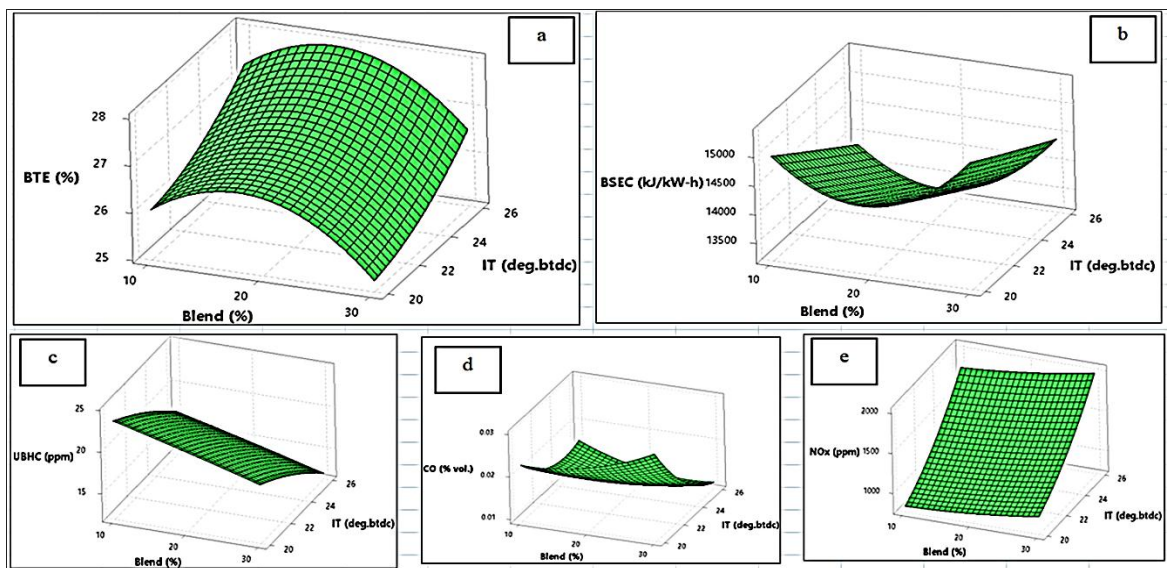 a
28
27
BTE (%)
26
25
10
20
Blend (%)
30
20
22
24
26
IT (deg.btdc)
b
15000
BSEC (kJ/kW-h)
14500
14000
13500
10
20
Blend (%)
30
20
22
24
26
IT (deg.btdc)
c
25
20
UBHC (ppm)
15
10
20
Blend (%)
30
20
22
24
26
IT (deg.btdc)
d
0.03
CO (% vol.)
0.02
0.01
10
20
Blend (%)
30
20
22
24
26
IT (deg.btdc)
e
2000
NOx (ppm)
1500
1000
10
20
Blend (%)
30
20
22
24
26
IT (deg.btdc)